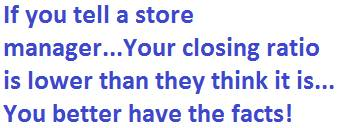 If you tell a store
manager...Your closing ratio
is lower than they think it is...
You better have the facts!